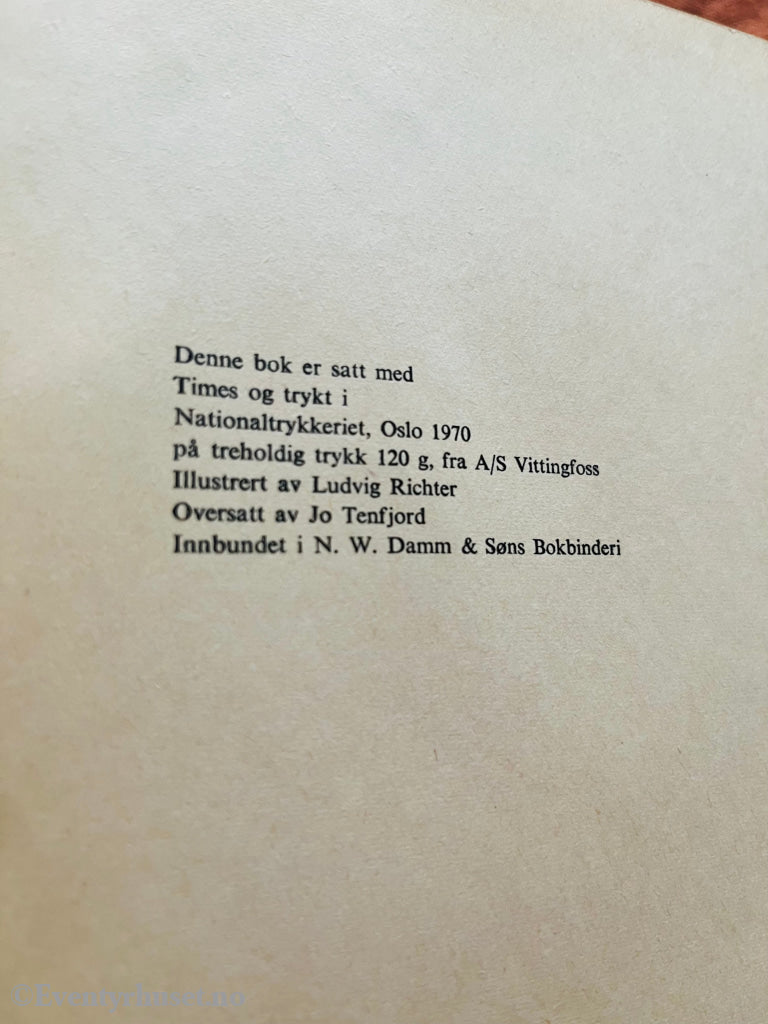 Denne bok er satt med
Times og trykt i
Nationaltrykkeriet, Oslo 1970
på treholdig trykk 120 g, fra A/S Vittingfoss
Illustrert av Ludvig Richter
Oversatt av Jo Tenfjord
Innbundet i N. W. Damm & Søns Bokbinderi
©Eventyrhuset.no